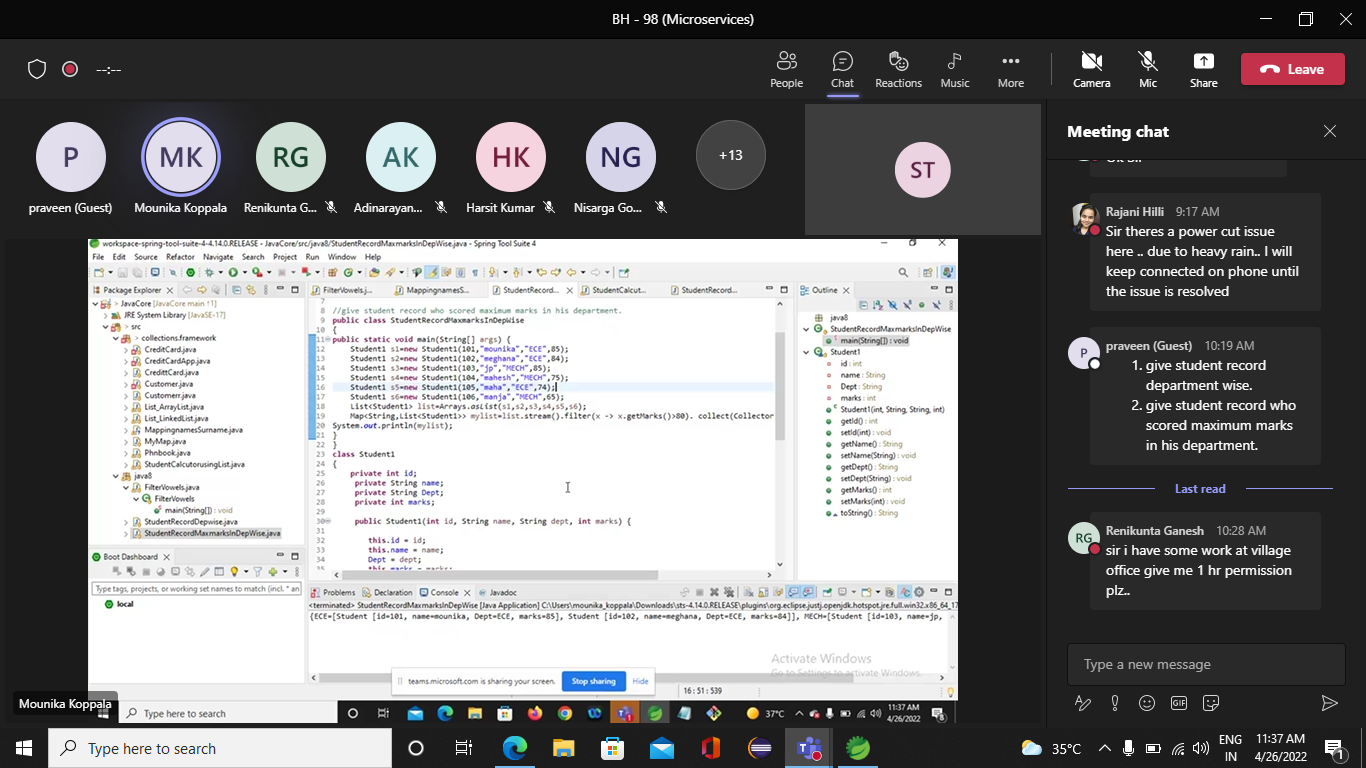 BH - 98 (Microservices)
--:--
People
Chat
Reactions
Music
More
Camera
Mic
Share
Leave
P
MK
RG
AK
HK
NG
+13
ST
praveen (Guest)
Mounika Koppala
Renikunta G...
Adinarayan...
Harsit Kumar
Nisarga Go...
workspace-spring-tool-suite-4-4.14.0.RELEASE - JavaCore/src/java8/StudentRecordMaxmarksInDepWise.java - Spring Tool Suite 4
File Edit Source Refactor Navigate Search Project Run Window Help
Package Explorer
JavaCore [JavaCore main ↑1]
JRE System Library [JavaSE-17]
src
collections.framework
CreditCard.java
CreditCardApp.java
CredittCard.java
Customer.java
Customerr.java
List_ArrayList.java
List_LinkedList.java
MappingnamesSurname.java
MyMap.java
Phnbook.java
StudentCalcutorusingList.java
java8
FilterVowels.java
FilterVowels
main(String[]) : void
StudentRecordDepwise.java
StudentRecordMaxmarksInDepWise.java
Boot Dashboard
Type tags, projects, or working set names to match (incl. * an
local
FilterVowels.j...
MappingnamesS...
StudentRecord...
StudentCalcut...
StudentRecord...
7
8 //give student record who scored maximum marks in his department.
9 public class StudentRecordMaxmarksInDepWise
10 {
11 public static void main(String[] args) {
12 Student1 s1=new Student1(101,"mounika","ECE",85);
13 Student1 s2=new Student1(102,"meghana","ECE",84);
14 Student1 s3=new Student1(103,"jp","MECH",85);
15 Student1 s4=new Student1(104,"mahesh","MECH",75);
16 Student1 s5=new Student1(105,"maha","ECE",74);
17 Student1 s6=new Student1(106,"manja","MECH",65);
18 List<Student1> list=Arrays.asList(s1,s2,s3,s4,s5,s6);
19 Map<String,List<Student1>> mylist=list.stream().filter(x -> x.getMarks()>80). collect(Collector
20 System.out.println(mylist);
21 }
22 }
23 class Student1
24 {
25 private int id;
26 private String name;
27 private String Dept;
28 private int marks;
29
30 public Student1(int id, String name, String dept, int marks) {
31
32 this.id = id;
33 this.name = name;
34 Dept = dept;
this.marks = marks;
Outline
java8
StudentRecordMaxmarksInDepWise
main(String[]) : void
Student1
id : int
name : String
Dept : String
marks : int
Student1(int, String, String, int)
getId() : int
setId(int) : void
getName() : String
setName(String) : void
getDept() : String
setDept(String) : void
getMarks() : int
setMarks(int) : void
toString() : String
Problems
Declaration
Console
Javadoc
<terminated> StudentRecordMaxmarksInDepWise [Java Application] C:\Users\mounika_koppala\Downloads\sts-4.14.0.RELEASE\plugins\org.eclipse.justj.openjdk.hotspot.jre.full.win32.x86_64_17
{ECE=[Student [id=101, name=mounika, Dept=ECE, marks=85], Student [id=102, name=meghana, Dept=ECE, marks=84]], MECH=[Student [id=103, name=jp,
Activate Windows
Go to Settings to activate Windows.
teams.microsoft.com is sharing your screen.
Stop sharing
Hide
16 : 51 : 539
Mounika Koppala
Type here to search
37°C
11:37 AM
4/26/2022
Meeting chat
Rajani Hilli 9:17 AM
Sir theres a power cut issue
here .. due to heavy rain.. I will
keep connected on phone until
the issue is resolved
P
praveen (Guest) 10:19 AM
1. give student record
department wise.
2. give student record who
scored maximum marks
in his department.
Last read
RG
Renikunta Ganesh 10:28 AM
sir i have some work at village
office give me 1 hr permission
plz..
Type a new message
GIF
Type here to search
35°C
ENG
IN
11:37 AM
4/26/2022
1